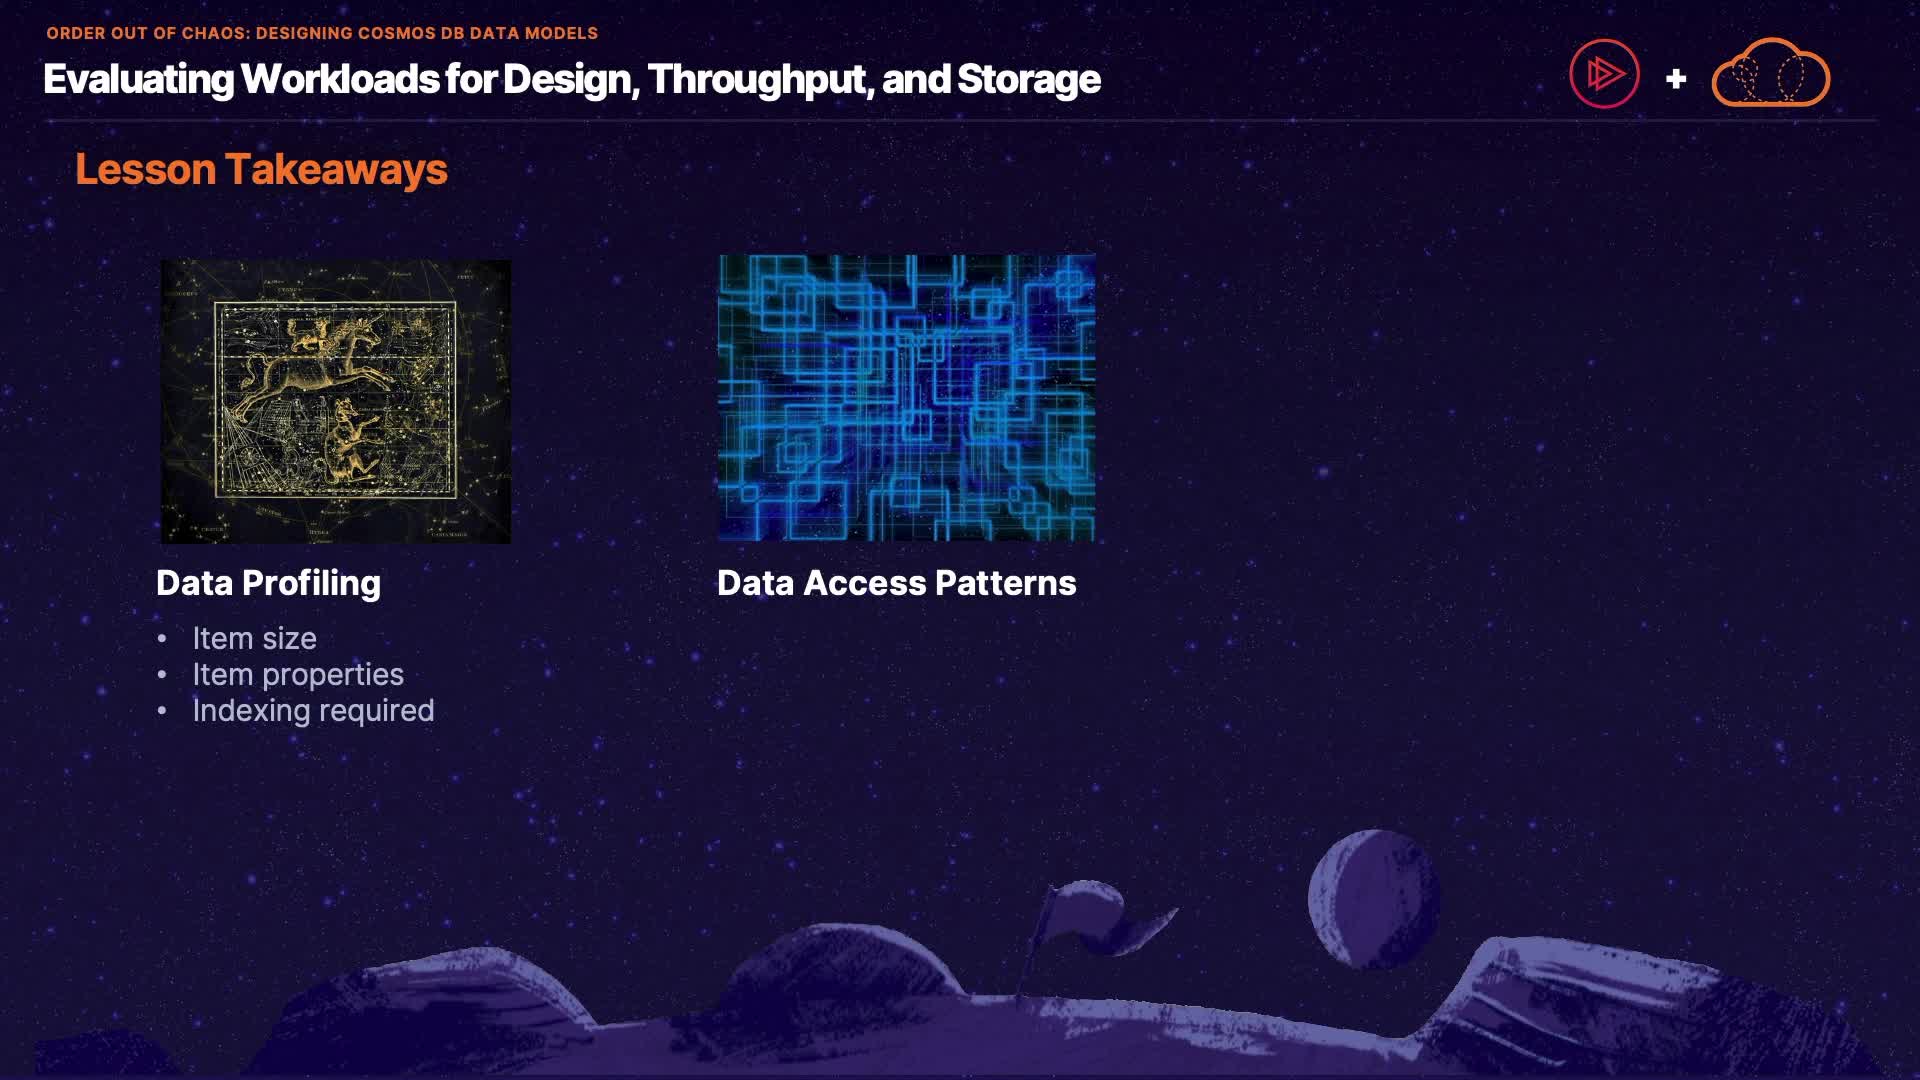 ORDER OUT OF CHAOS: DESIGNING COSMOS DB DATA MODELS
Evaluating Workloads for Design, Throughput, and Storage
+
Lesson Takeaways
Data Profiling
• Item size
• Item properties
• Indexing required
Data Access Patterns